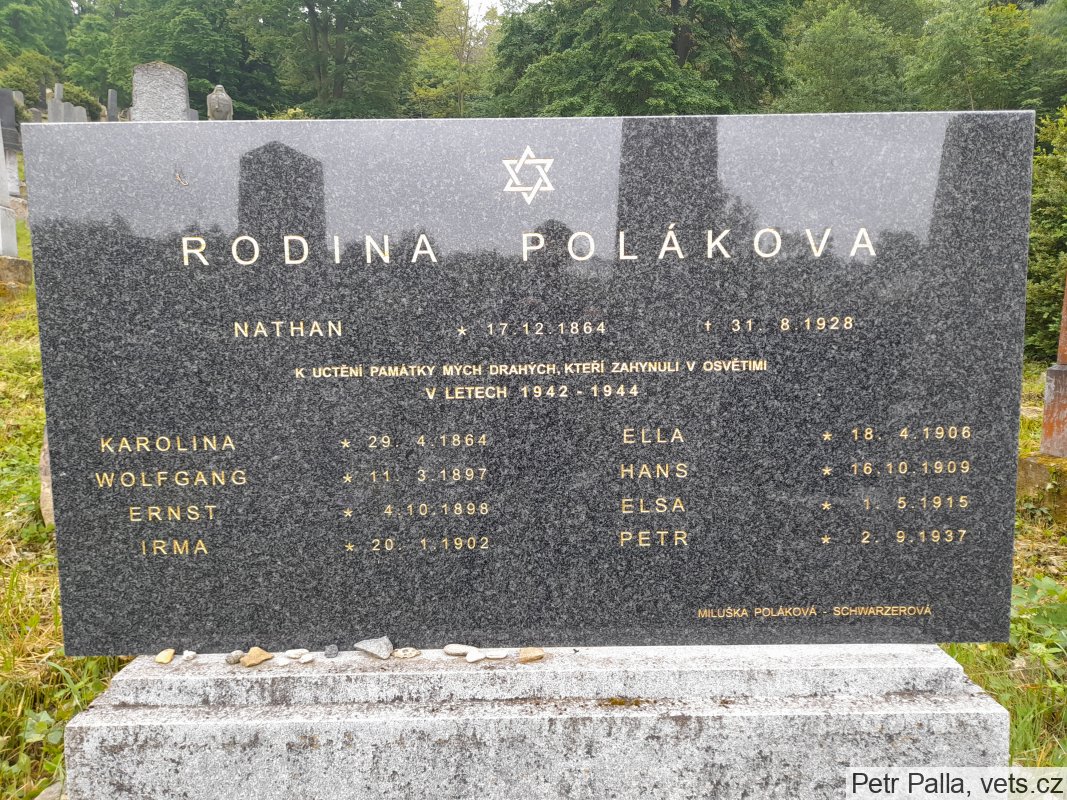 RODINA POLÁKOVA
NATHAN * 17.12.1864 † 31. 8.1928
K UCTĚNÍ PAMÁTKY MÝCH DRAHÝCH, KTEŘÍ ZAHYNULI V OSVĚTIMI
V LETECH 1942 - 1944
KAROLINA * 29. 4.1864
WOLFGANG * 11. 3.1897
ERNST * 4.10.1898
IRMA * 20. 1.1902
ELLA * 18. 4.1906
HANS * 16.10.1909
ELSA * 1. 5.1915
PETR * 2. 9.1937
MILUŠKA POLÁKOVÁ - SCHWARZEROVÁ
Petr Palla, vets.cz